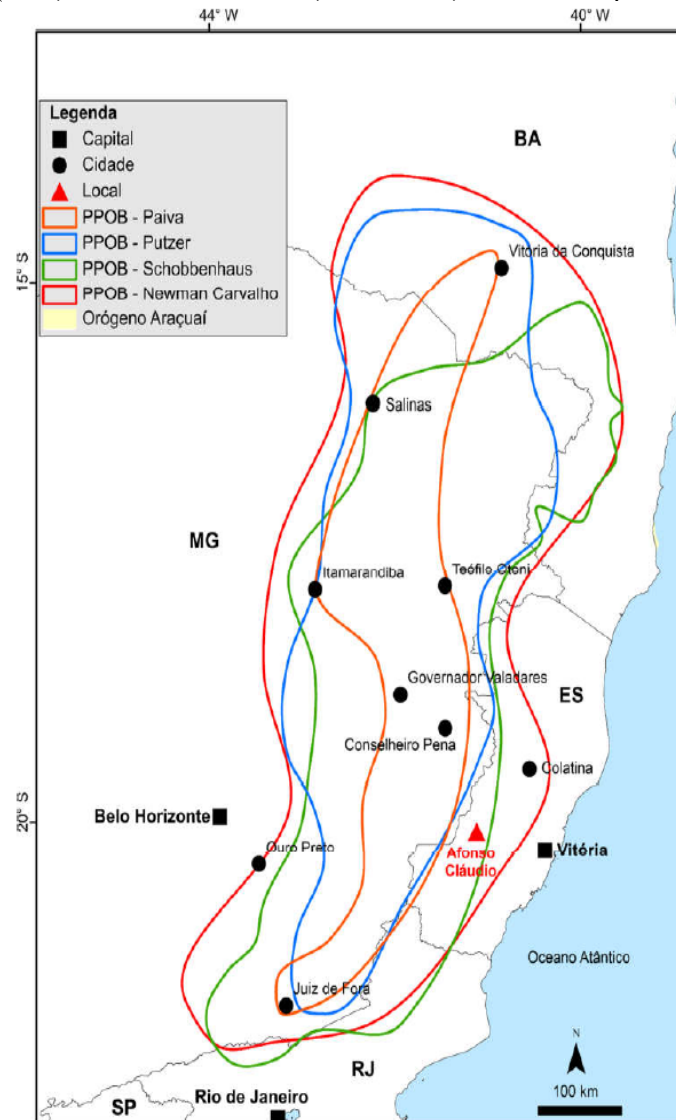 44° W
40° W
Legenda
Capital
Cidade
Local
PPOB - Paiva
PPOB - Putzer
PPOB - Schobbenhaus
PPOB - Newman Carvalho
Orógeno Araçuaí
BA
Vitória da Conquista
15° S
Salinas
MG
Itamarandiba
Teófilo Otoni
Governador Valadares
ES
Conselheiro Pena
Colatina
20° S
Belo Horizonte
Ouro Preto
Afonso
Cláudio
Vitória
Oceano Atântico
Juiz de Fora
N
RJ
100 km
SP
Rio de Janeiro